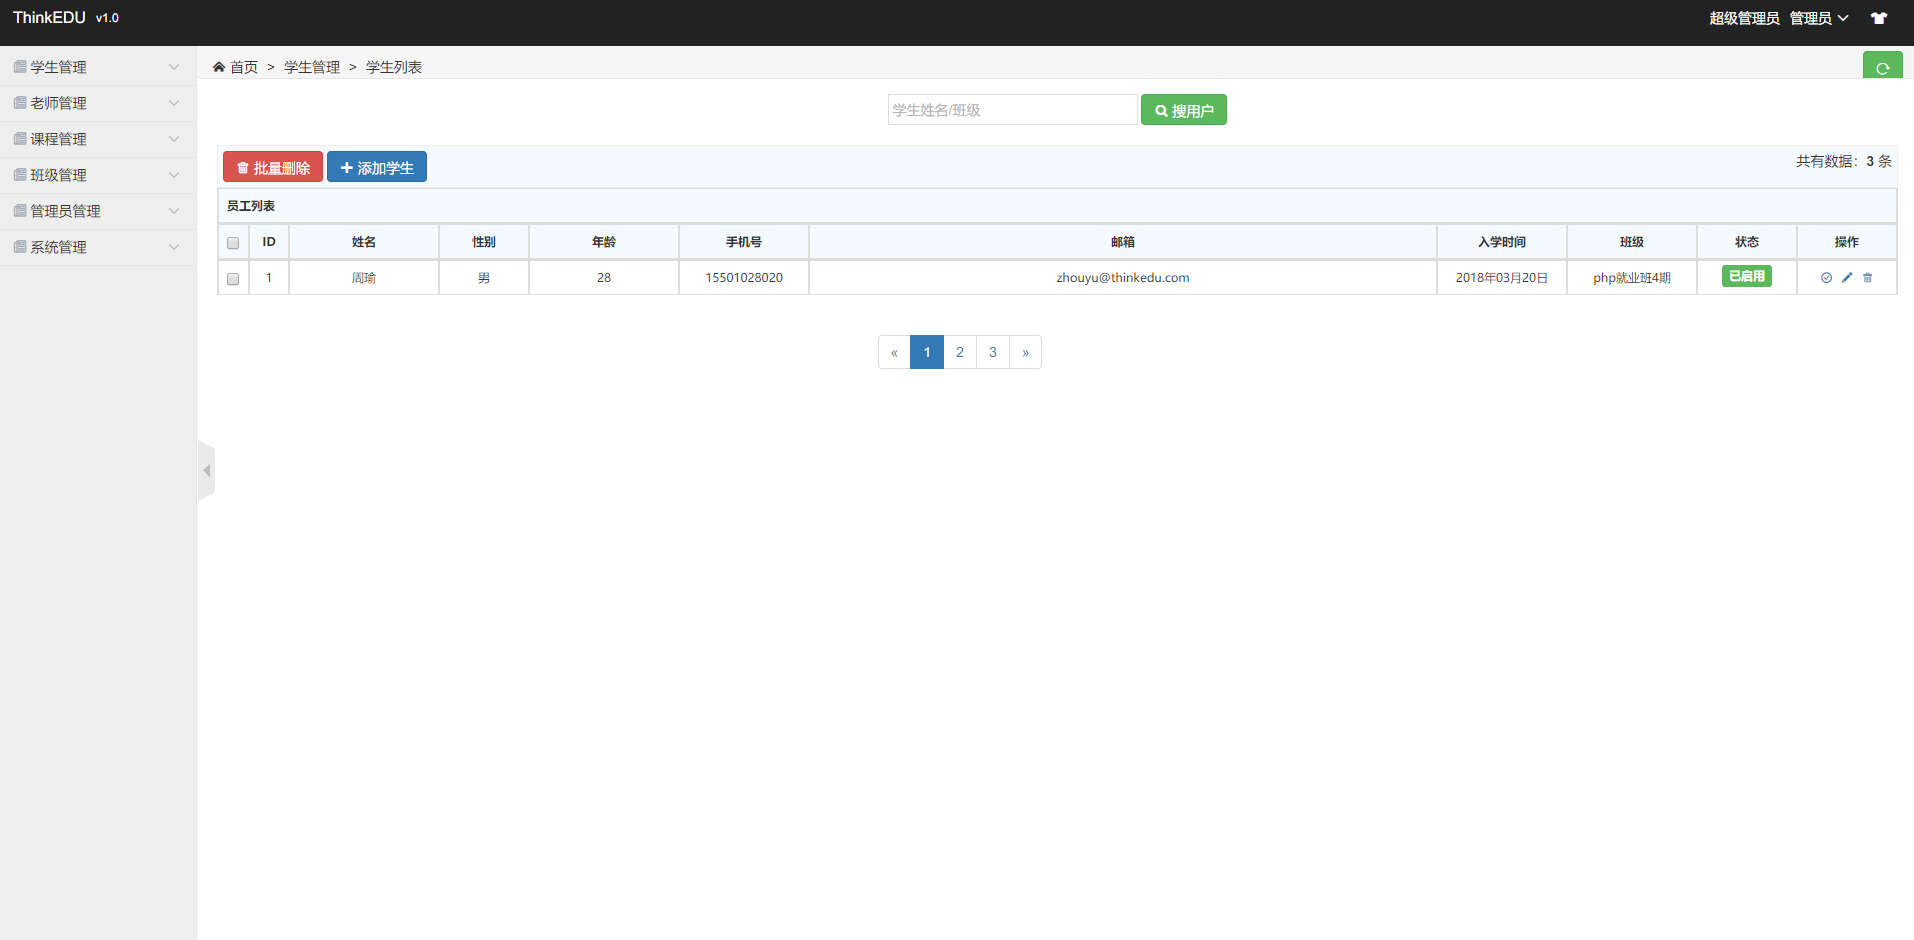 ThinkEDU v1.0
超级管理员 管理员
学生管理
老师管理
课程管理
班级管理
管理员管理
系统管理
首页 > 学生管理 > 学生列表
学生姓名/班级 搜用户
批量删除 添加学生 共有数据：3 条
员工列表
ID 姓名 性别 年龄 手机号 邮箱 入学时间 班级 状态 操作
1 周瑜 男 28 15501028020 zhouyu@thinkedu.com 2018年03月20日 php就业班4期 已启用
« 1 2 3 »